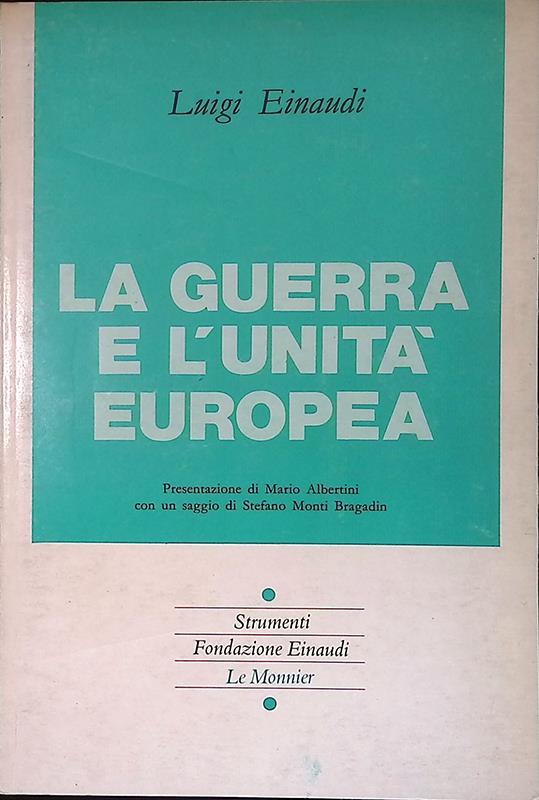 Luigi Einaudi
LA GUERRA
E L'UNITA`
EUROPEA
Presentazione di Mario Albertini
con un saggio di Stefano Monti Bragadin
Strumenti
Fondazione Einaudi
Le Monnier